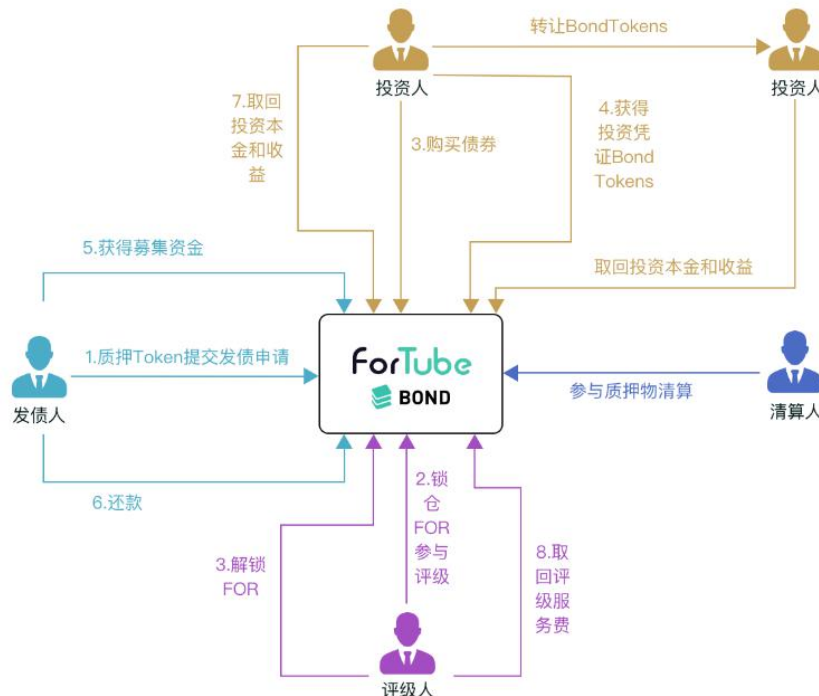 转让BondTokens
投资人
投资人
7.取回
投资本
金和收
益
3.购买债券
4.获得
投资凭
证Bond
Tokens
5.获得募集资金
取回投资本金和收益
1.质押Token提交发债申请
ForTube
BOND
参与质押物清算
发债人
清算人
6.还款
2.锁
仓
FOR
参与
评级
3.解锁
FOR
8.取
回评
级服
务费
评级人